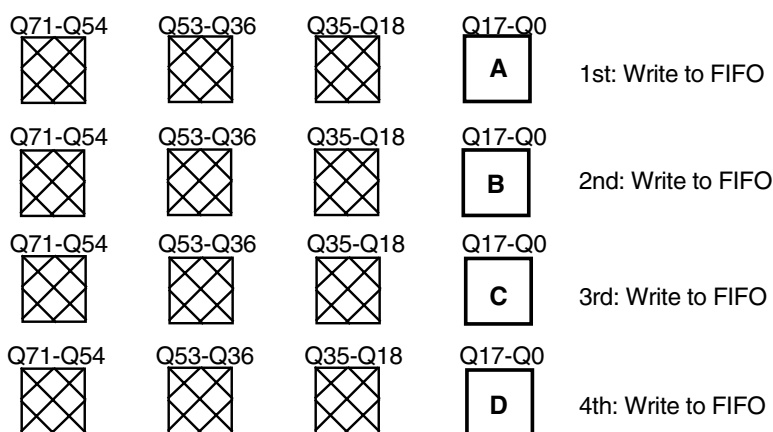 Q71-Q54 Q53-Q36 Q35-Q18 Q17-Q0
A 1st: Write to FIFO
Q71-Q54 Q53-Q36 Q35-Q18 Q17-Q0
B 2nd: Write to FIFO
Q71-Q54 Q53-Q36 Q35-Q18 Q17-Q0
C 3rd: Write to FIFO
Q71-Q54 Q53-Q36 Q35-Q18 Q17-Q0
D 4th: Write to FIFO